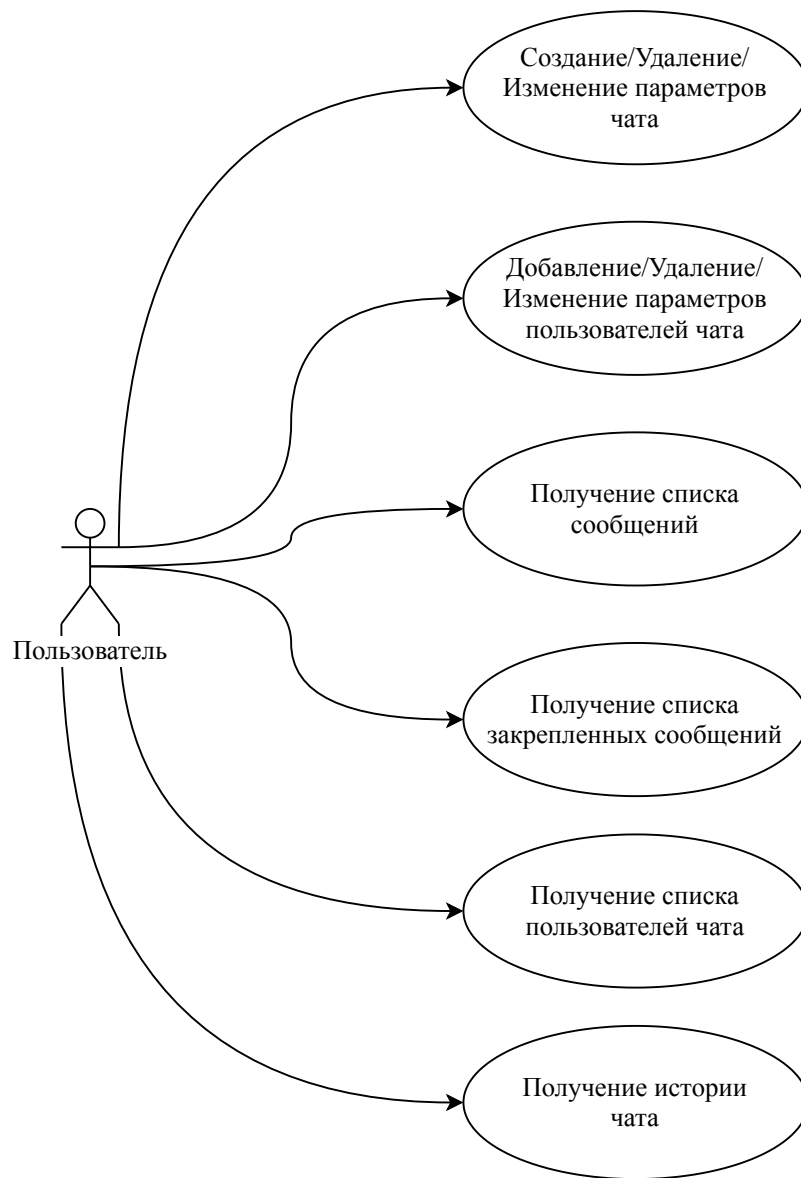 Создание/Удаление/
Изменение параметров
чата
Добавление/Удаление/
Изменение параметров
пользователей чата
Получение списка
сообщений
Пользователь
Получение списка
закрепленных сообщений
Получение списка
пользователей чата
Получение истории
чата